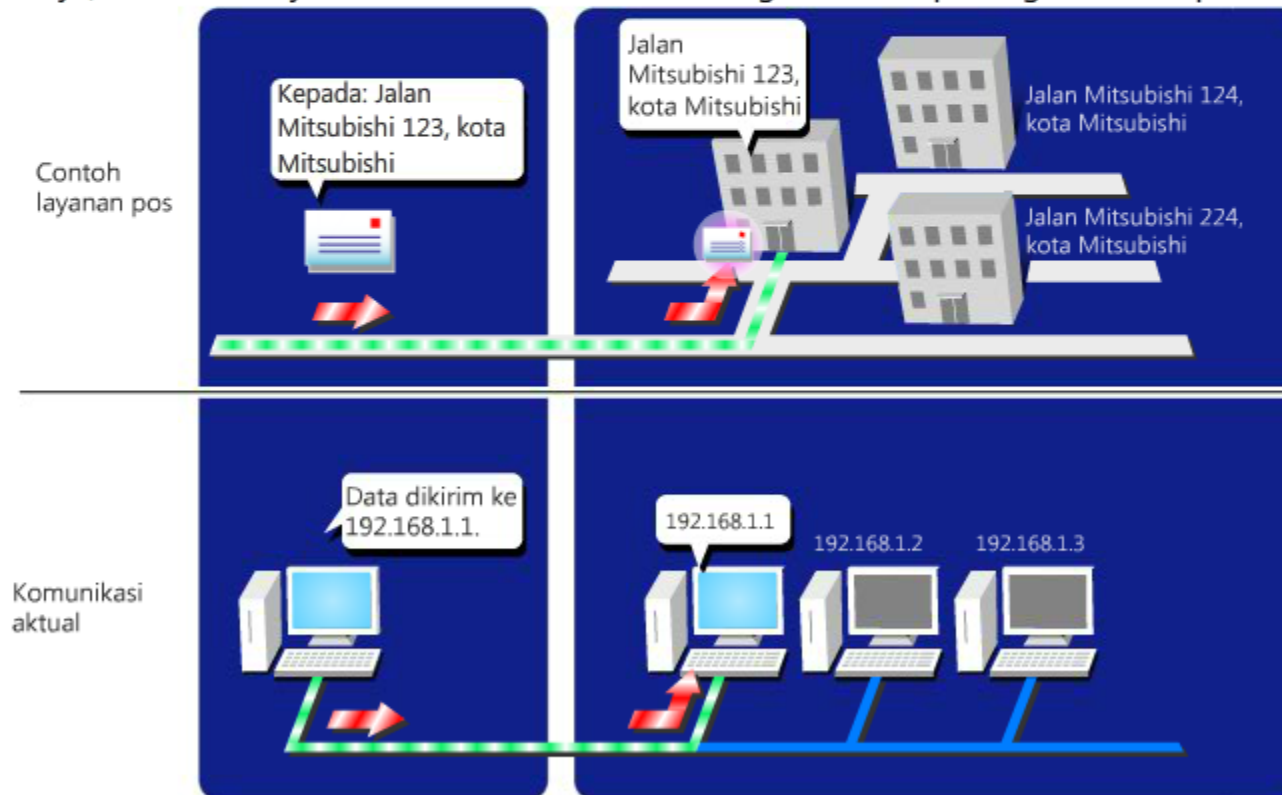 Contoh
layanan pos
Kepada: Jalan
Mitsubishi 123, kota
Mitsubishi
Jalan
Mitsubishi 123,
kota Mitsubishi
Jalan Mitsubishi 124,
kota Mitsubishi
Jalan Mitsubishi 224,
kota Mitsubishi
Komunikasi
aktual
Data dikirim ke
192.168.1.1.
192.168.1.1
192.168.1.2
192.168.1.3